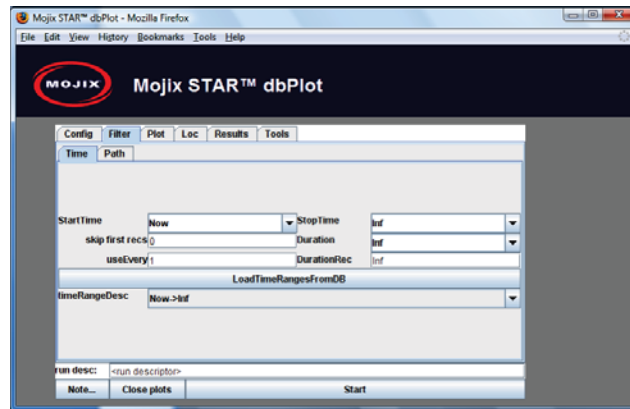 Mojix STAR™ dbPlot - Mozilla Firefox
File Edit View History Bookmarks Tools Help
MOJIX Mojix STAR™ dbPlot
Config Filter Plot Loc Results Tools
Time Path
StartTime Now StopTime Inf
skip first recs 0 Duration Inf
useEvery 1 DurationRec Inf
LoadTimeRangesFromDB
timeRangeDesc Now->Inf
run desc: <run descriptor>
Note... Close plots Start